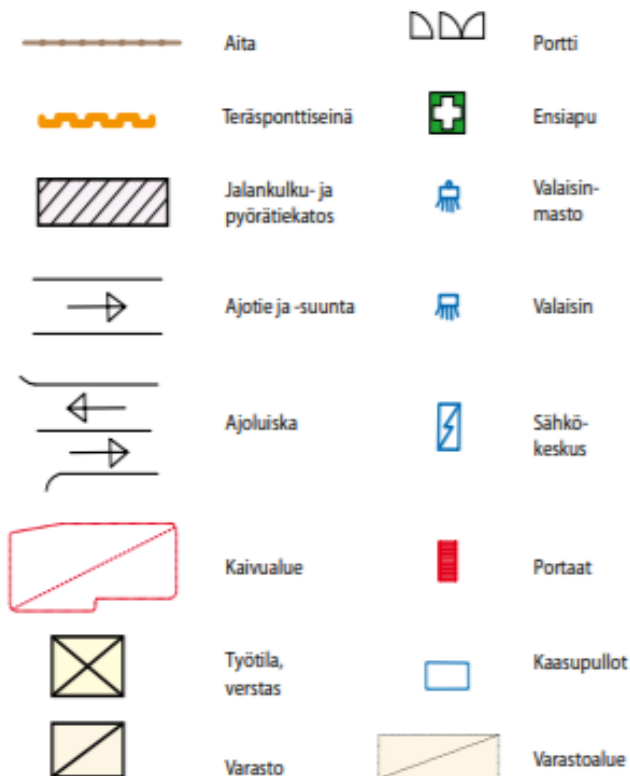 Aita
Portti
Teräsponttiseinä
Ensiapu
Jalankulku- ja
pyörätiekatos
Valaisin-
masto
Ajotie ja -suunta
Valaisin
Ajoluiska
Sähkö-
keskus
Kaivualue
Portaat
Työtila,
verstas
Kaasupullot
Varasto
Varastoalue